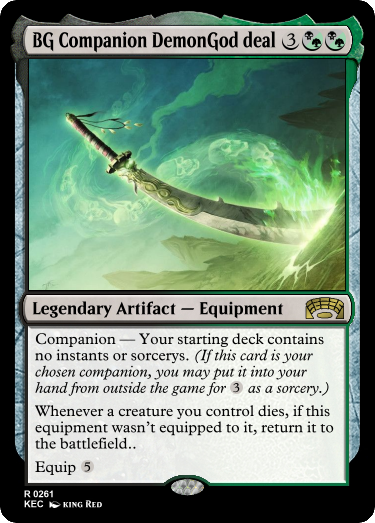 BG Companion DemonGod deal 3
Legendary Artifact — Equipment
Companion — Your starting deck contains
no instants or sorcerys. (If this card is your
chosen companion, you may put it into your
hand from outside the game for 3 as a sorcery.)
Whenever a creature you control dies, if this
equipment wasn't equipped to it, return it to
the battlefield..
Equip 5
R 0261
KEC KING RED